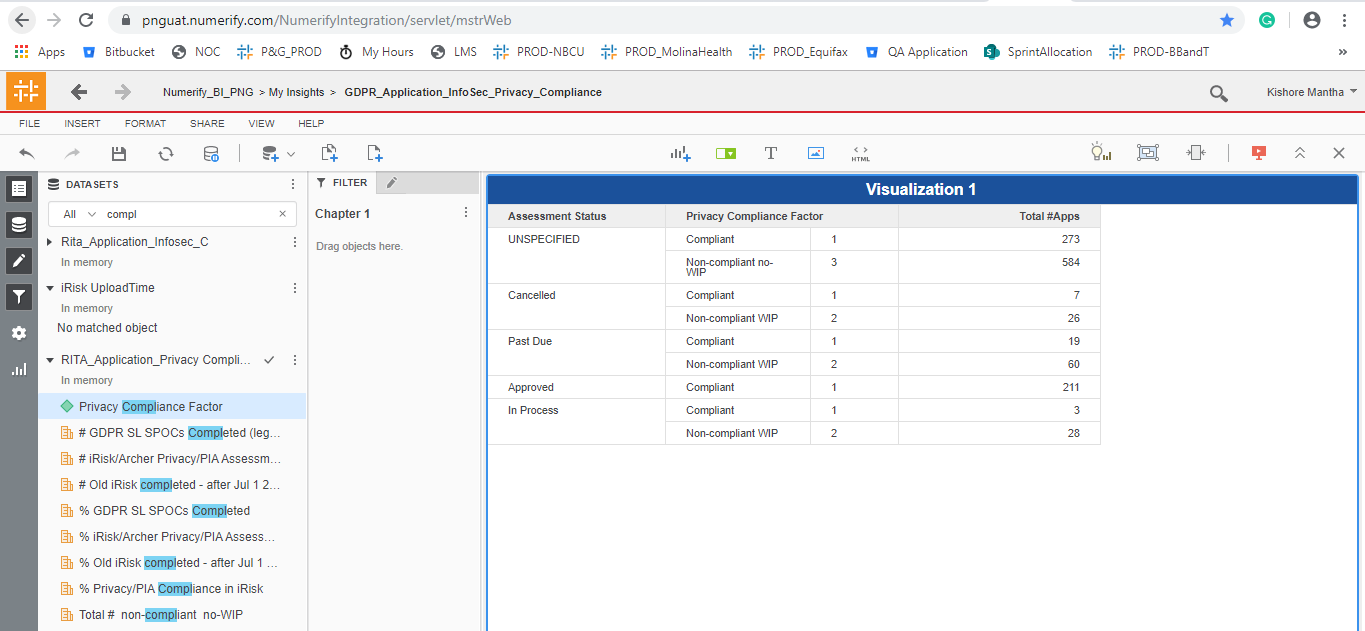 pnguat.numerify.com/NumerifyIntegration/servlet/mstrWeb
Apps Bitbucket NOC P&G_PROD My Hours LMS PROD-NBCU PROD_MolinaHealth PROD_Equifax QA Application SprintAllocation PROD-BBandT »
Numerify_BI_PNG > My Insights > GDPR_Application_InfoSec_Privacy_Compliance Kishore Mantha
FILE INSERT FORMAT SHARE VIEW HELP
HTML
DATASETS
All compl
Rita_Application_Infosec_C
In memory
iRisk UploadTime
In memory
No matched object
RITA_Application_Privacy Compli...
In memory
Privacy Compliance Factor
# GDPR SL SPOCs Completed (leg...
# iRisk/Archer Privacy/PIA Assessm...
# Old iRisk completed - after Jul 1 2...
% GDPR SL SPOCs Completed
% iRisk/Archer Privacy/PIA Assess...
% Old iRisk completed - after Jul 1 ...
% Privacy/PIA Compliance in iRisk
Total # non-compliant no-WIP
FILTER
Chapter 1
Drag objects here.
Visualization 1
Assessment Status Privacy Compliance Factor Total #Apps
UNSPECIFIED Compliant 1 273
Non-compliant no-
WIP 3 584
Cancelled Compliant 1 7
Non-compliant WIP 2 26
Past Due Compliant 1 19
Non-compliant WIP 2 60
Approved Compliant 1 211
In Process Compliant 1 3
Non-compliant WIP 2 28